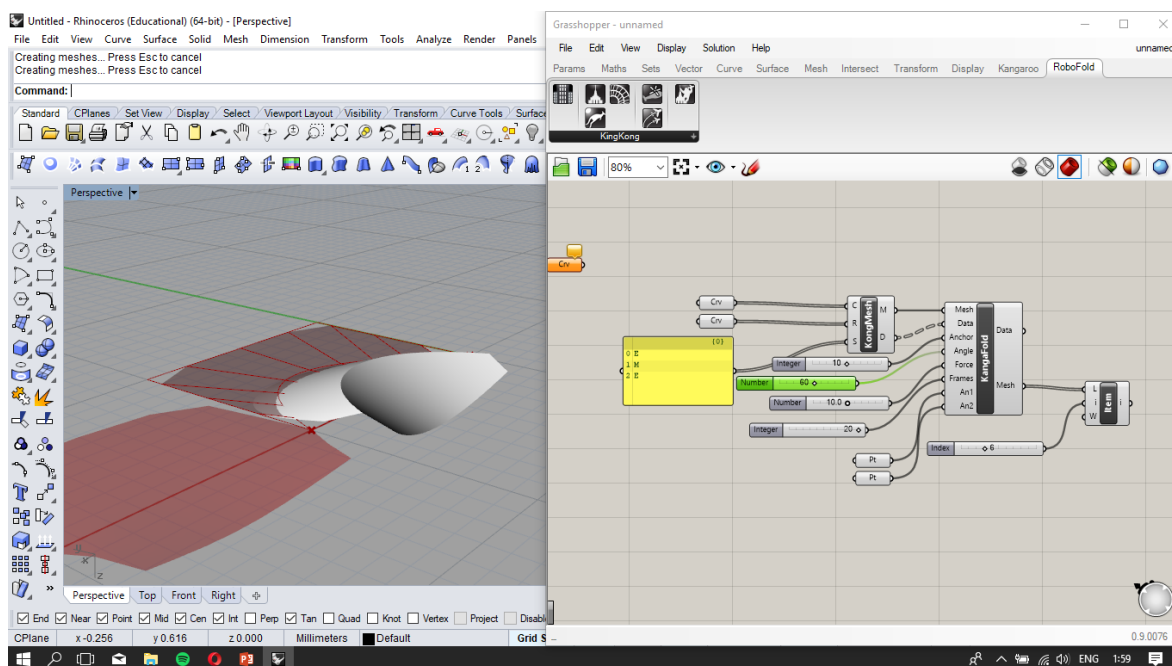 Untitled - Rhinoceros (Educational) (64-bit) - [Perspective]
File Edit View Curve Surface Solid Mesh Dimension Transform Tools Analyze Render Panels
Creating meshes... Press Esc to cancel
Creating meshes... Press Esc to cancel
Command:
Standard CPlanes Set View Display Select Viewport Layout Visibility Transform Curve Tools Surface
Perspective
x
z
Perspective Top Front Right
End Near Point Mid Cen Int Perp Tan Quad Knot Vertex Project Disabl
CPlane x -0.256 y 0.616 z 0.000 Millimeters Default Grid S
Grasshopper - unnamed
File Edit View Display Solution Help unnamed
Params Maths Sets Vector Curve Surface Mesh Intersect Transform Display Kangaroo RoboFold
KingKong
80%
Crv
Crv
Crv
C
R
S
KongMesh
M
D
{0}
0 E
1 M
2 E
Integer 10
Number 60
Number 10.0
Integer 20
Pt
Pt
Mesh
Data
Anchor
Angle
Force
Frames
An1
An2
KangaFold
Data
Mesh
Index 6
L
i
W
Item
i
0.9.0076
ENG 1:59